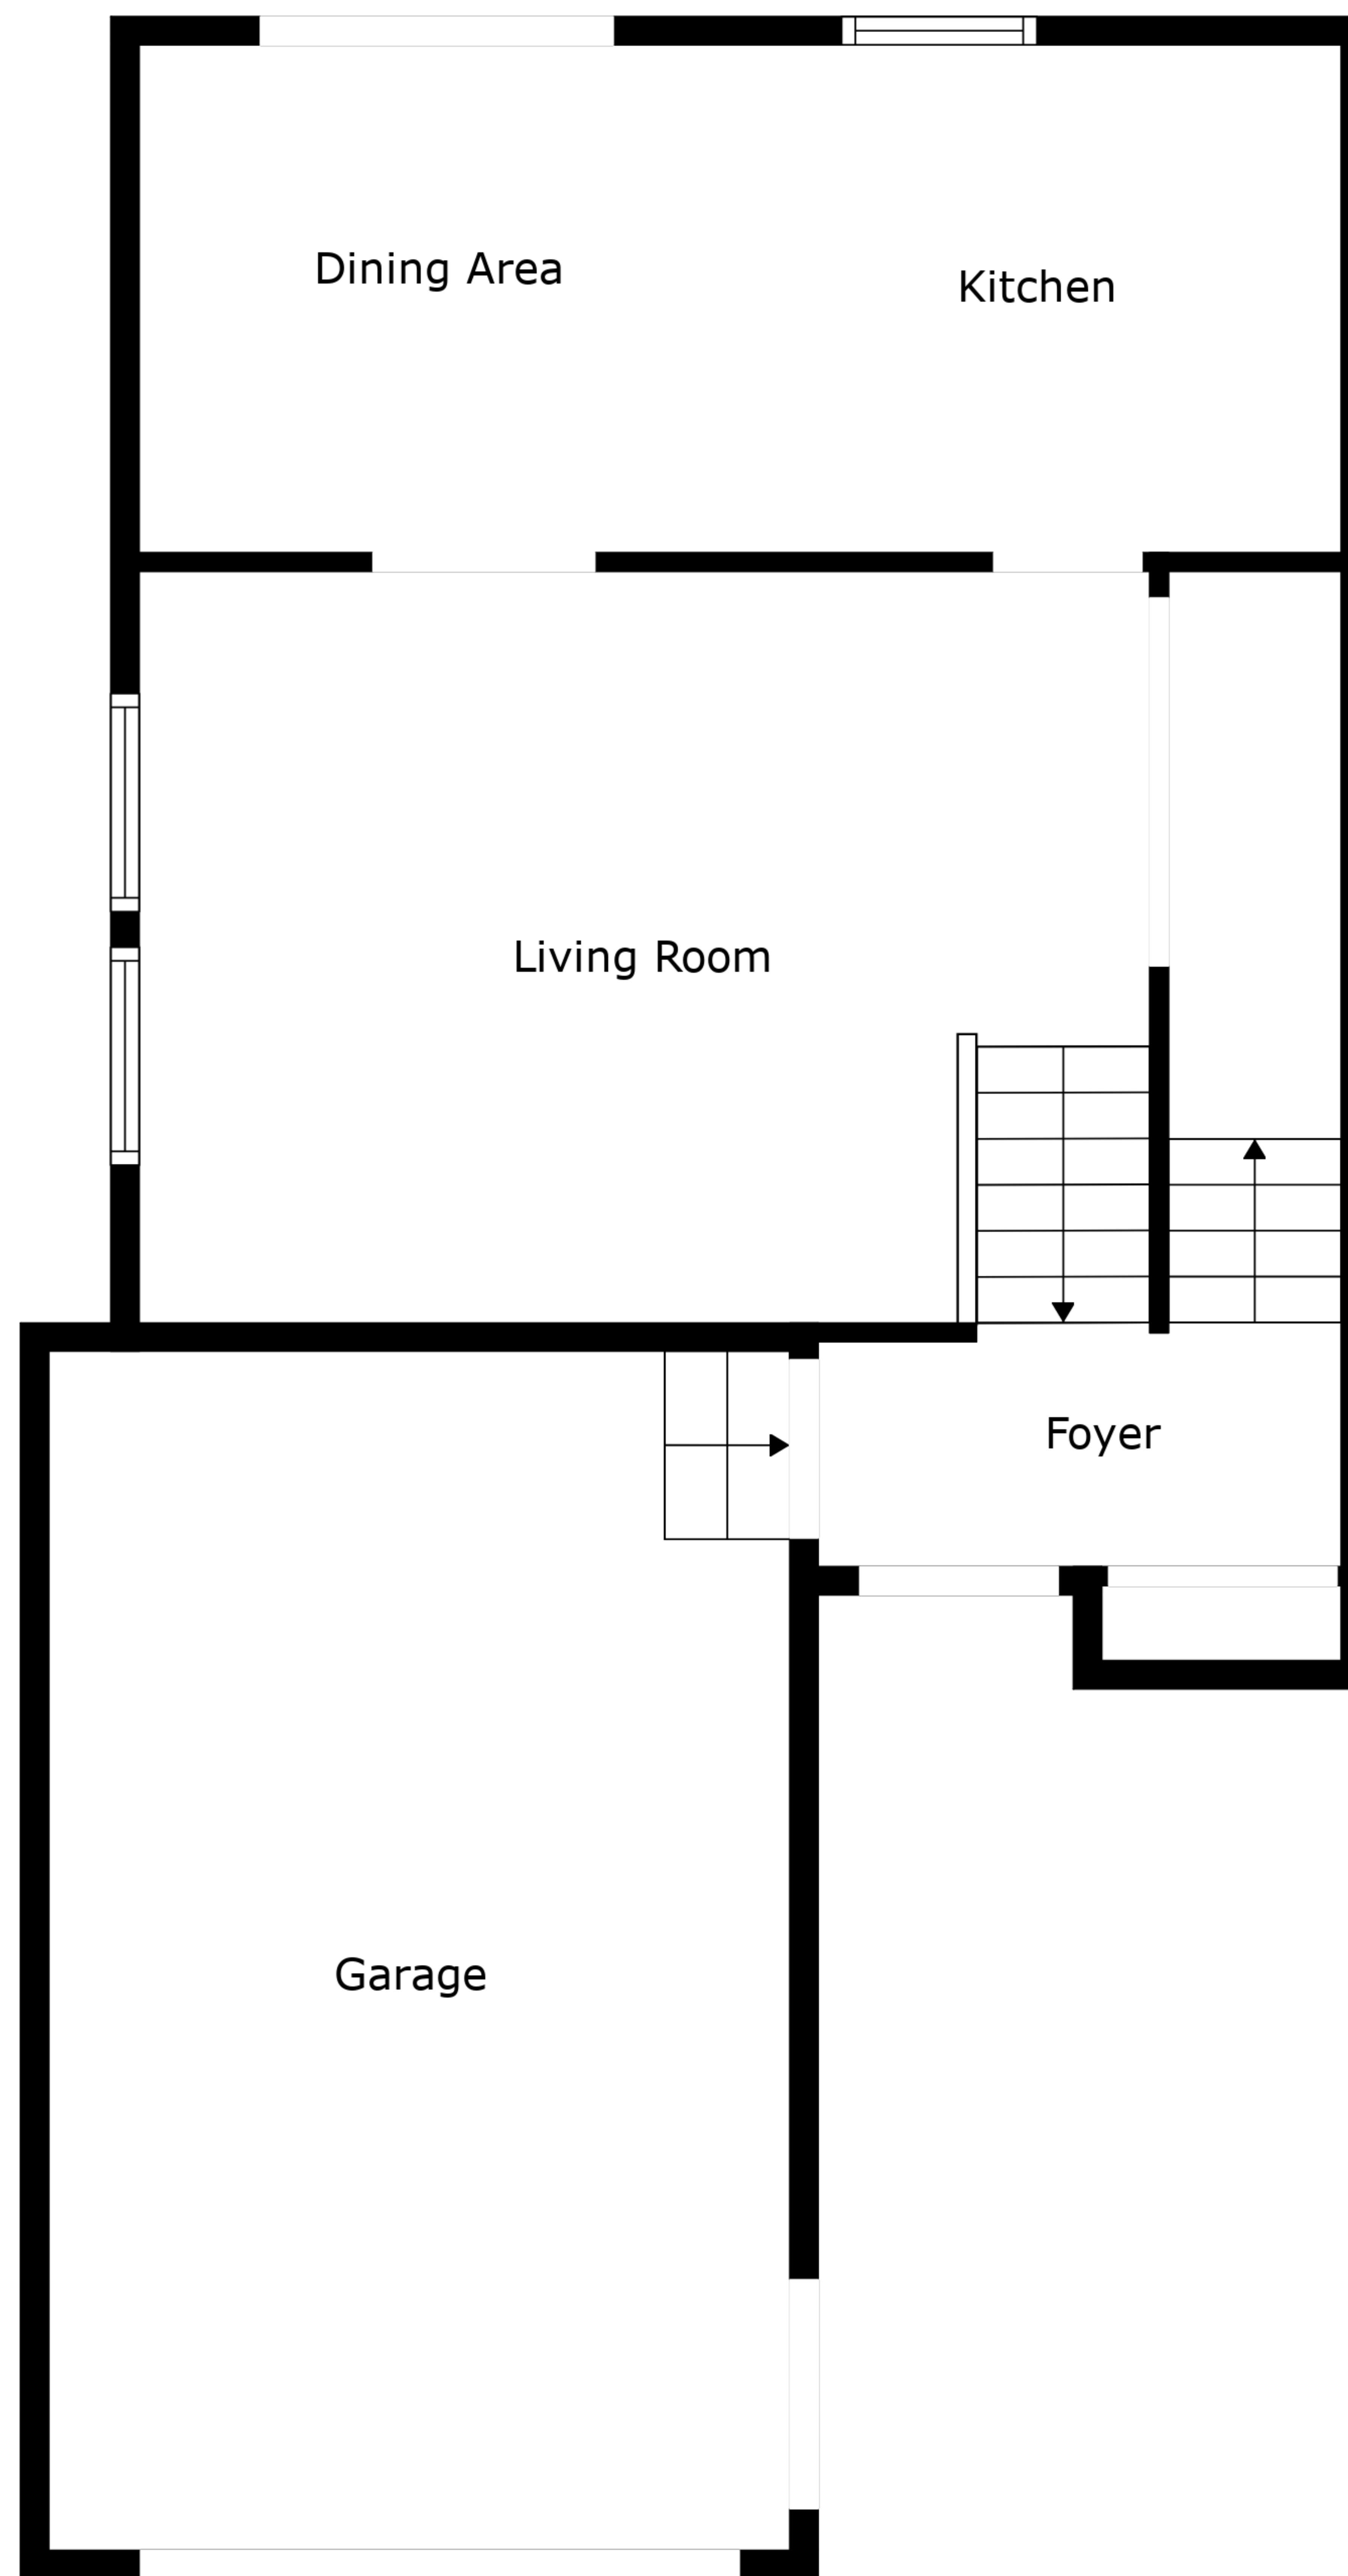 Dining Area
Kitchen
Living Room
Foyer
Garage